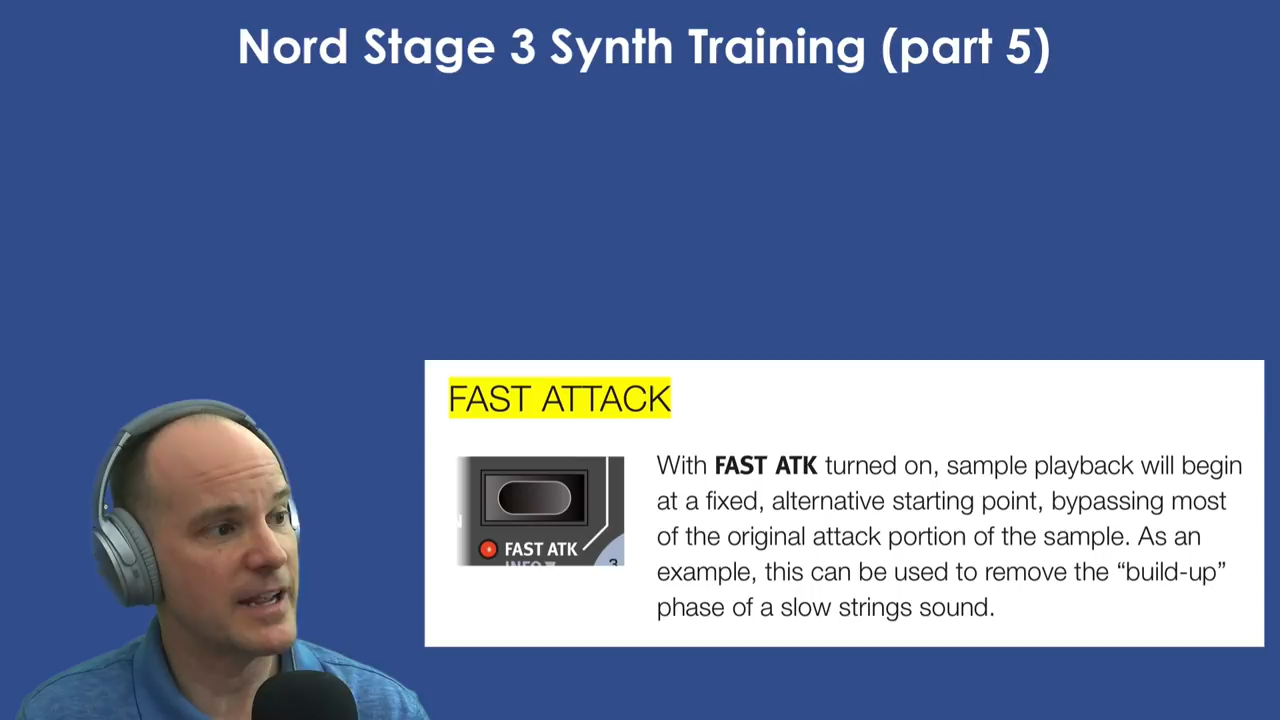 Nord Stage 3 Synth Training (part 5)
FAST ATTACK
FAST ATK
3
With FAST ATK turned on, sample playback will begin
at a fixed, alternative starting point, bypassing most
of the original attack portion of the sample. As an
example, this can be used to remove the “build-up”
phase of a slow strings sound.